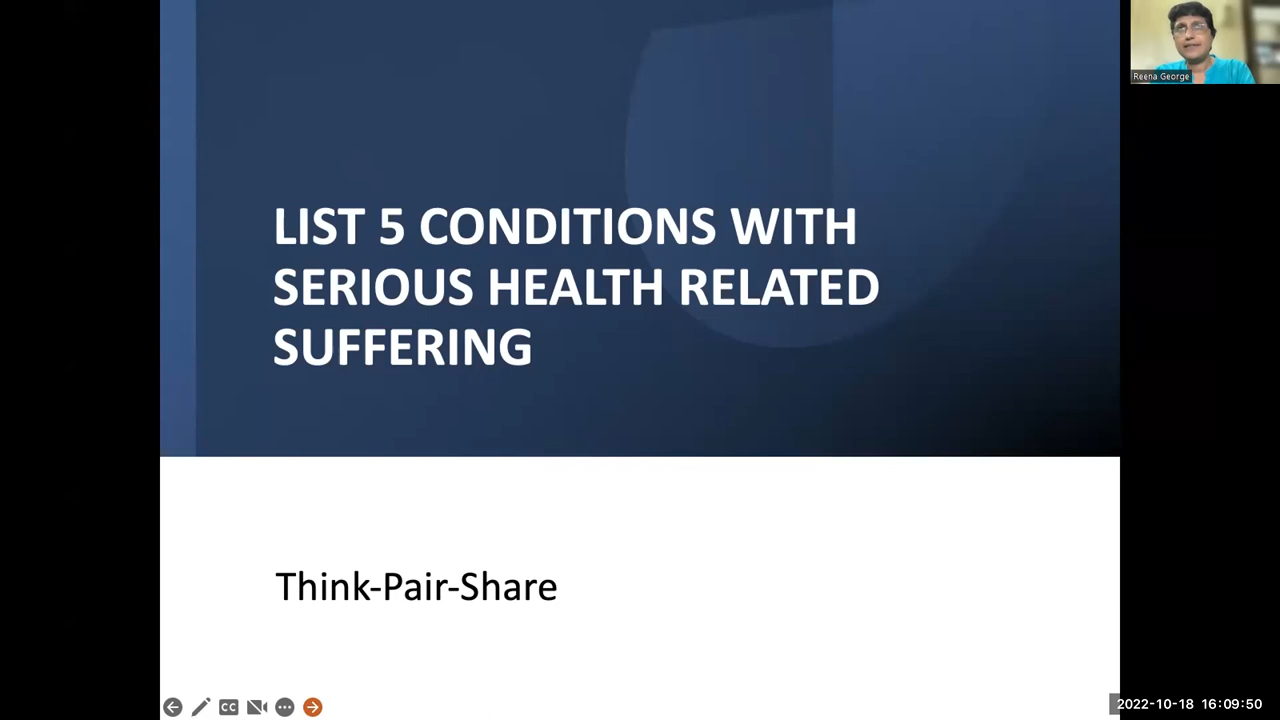 Reena George
LIST 5 CONDITIONS WITH
SERIOUS HEALTH RELATED
SUFFERING
Think-Pair-Share
CC
2022-10-18 16:09:50